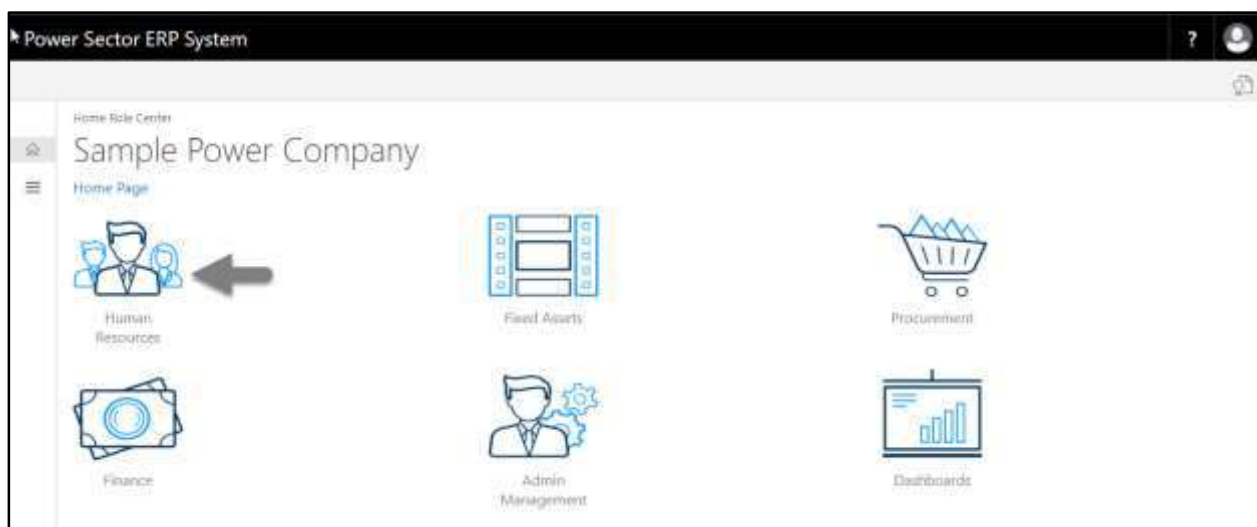 Power Sector ERP System
?
Home Role Center
Sample Power Company
Home Page
Human
Resources
Fixed Assets
Procurement
Finance
Admin
Management
Dashboards